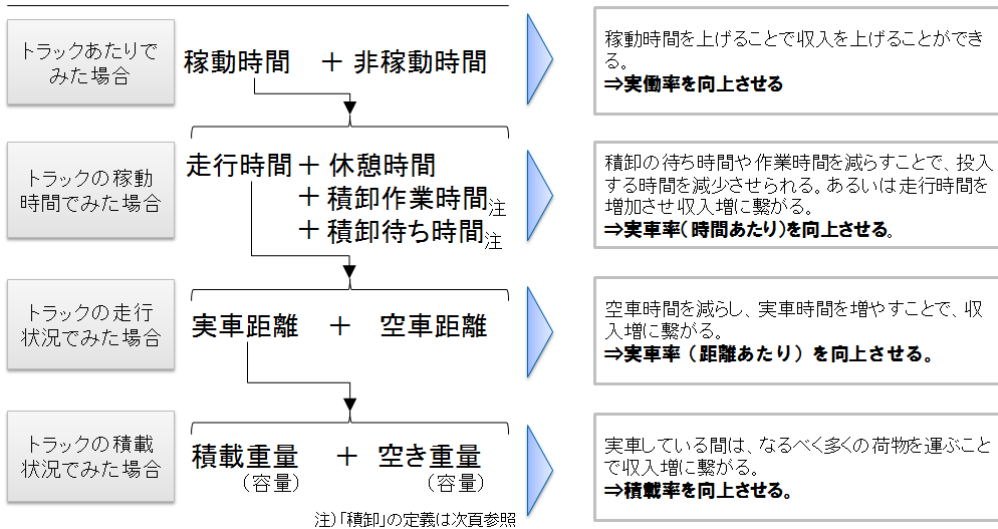 トラックあたりで
みた場合
稼動時間 ＋ 非稼動時間
稼動時間を上げることで収入を上げることができ
る。
⇒実働率を向上させる
トラックの稼動
時間でみた場合
走行時間＋ 休憩時間
＋積卸作業時間注
＋積卸待ち時間注
積卸の待ち時間や作業時間を減らすことで、投入
する時間を減少させられる。あるいは走行時間を
増加させ収入増に繋がる。
⇒実車率（時間あたり）を向上させる。
トラックの走行
状況でみた場合
実車距離 ＋ 空車距離
空車時間を減らし、実車時間を増やすことで、収
入増に繋がる。
⇒実車率（距離あたり）を向上させる。
トラックの積載
状況でみた場合
積載重量 ＋ 空き重量
（容量） （容量）
実車している間は、なるべく多くの荷物を運ぶこと
で収入増に繋がる。
⇒積載率を向上させる。
注）「積卸」の定義は次頁参照